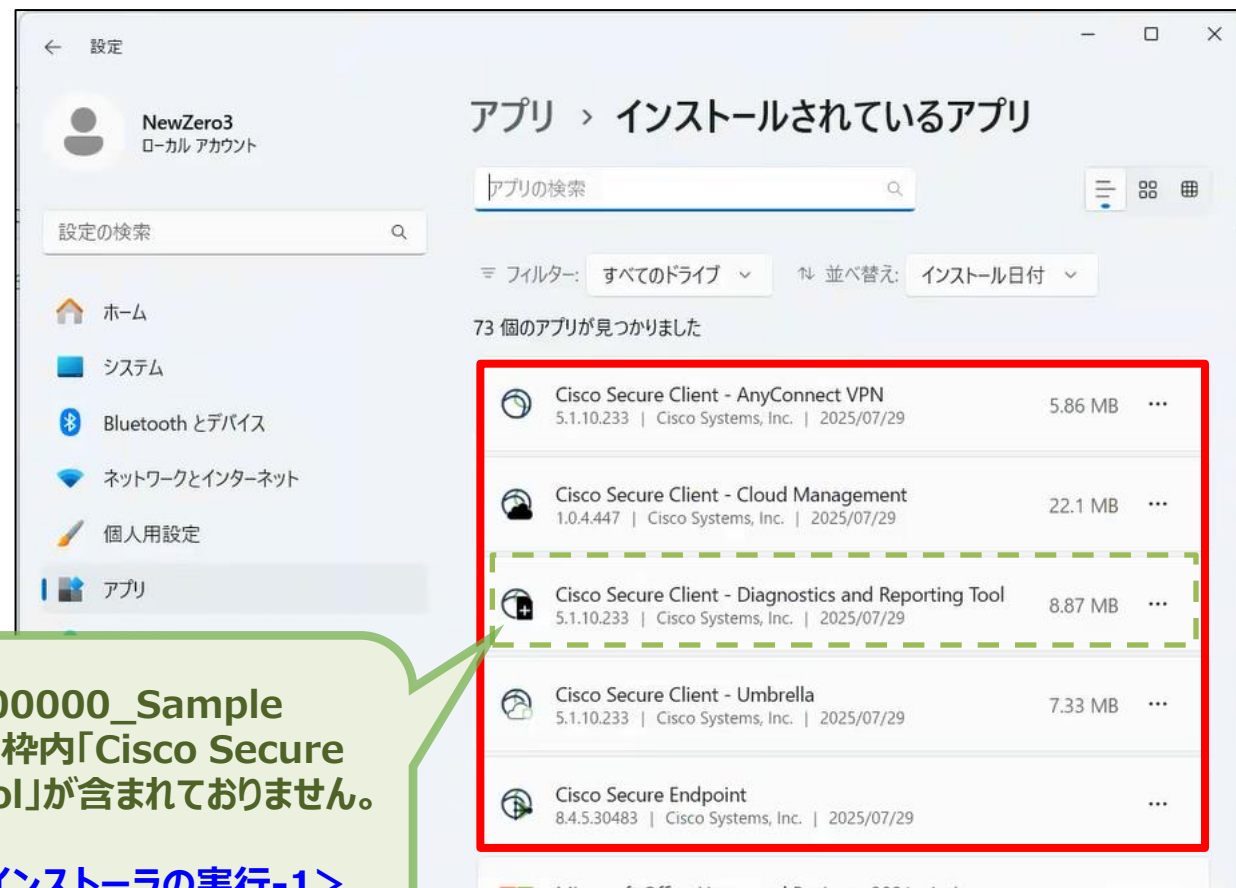 ← 設定
NewZero3
ローカル アカウント
設定の検索
ホーム
システム
Bluetooth とデバイス
ネットワークとインターネット
個人用設定
アプリ
アプリ › インストールされているアプリ
アプリの検索
フィルター: すべてのドライブ 並べ替え: インストール日付
73 個のアプリが見つかりました
Cisco Secure Client - AnyConnect VPN 5.86 MB
5.1.10.233 | Cisco Systems, Inc. | 2025/07/29
Cisco Secure Client - Cloud Management 22.1 MB
1.0.4.447 | Cisco Systems, Inc. | 2025/07/29
Cisco Secure Client - Diagnostics and Reporting Tool 8.87 MB
5.1.10.233 | Cisco Systems, Inc. | 2025/07/29
Cisco Secure Client - Umbrella 7.33 MB
5.1.10.233 | Cisco Systems, Inc. | 2025/07/29
Cisco Secure Endpoint
8.4.5.30483 | Cisco Systems, Inc. | 2025/07/29
00000_Sample
枠内「Cisco Secure
ol」が含まれておりません。
インストーラの実行-1>